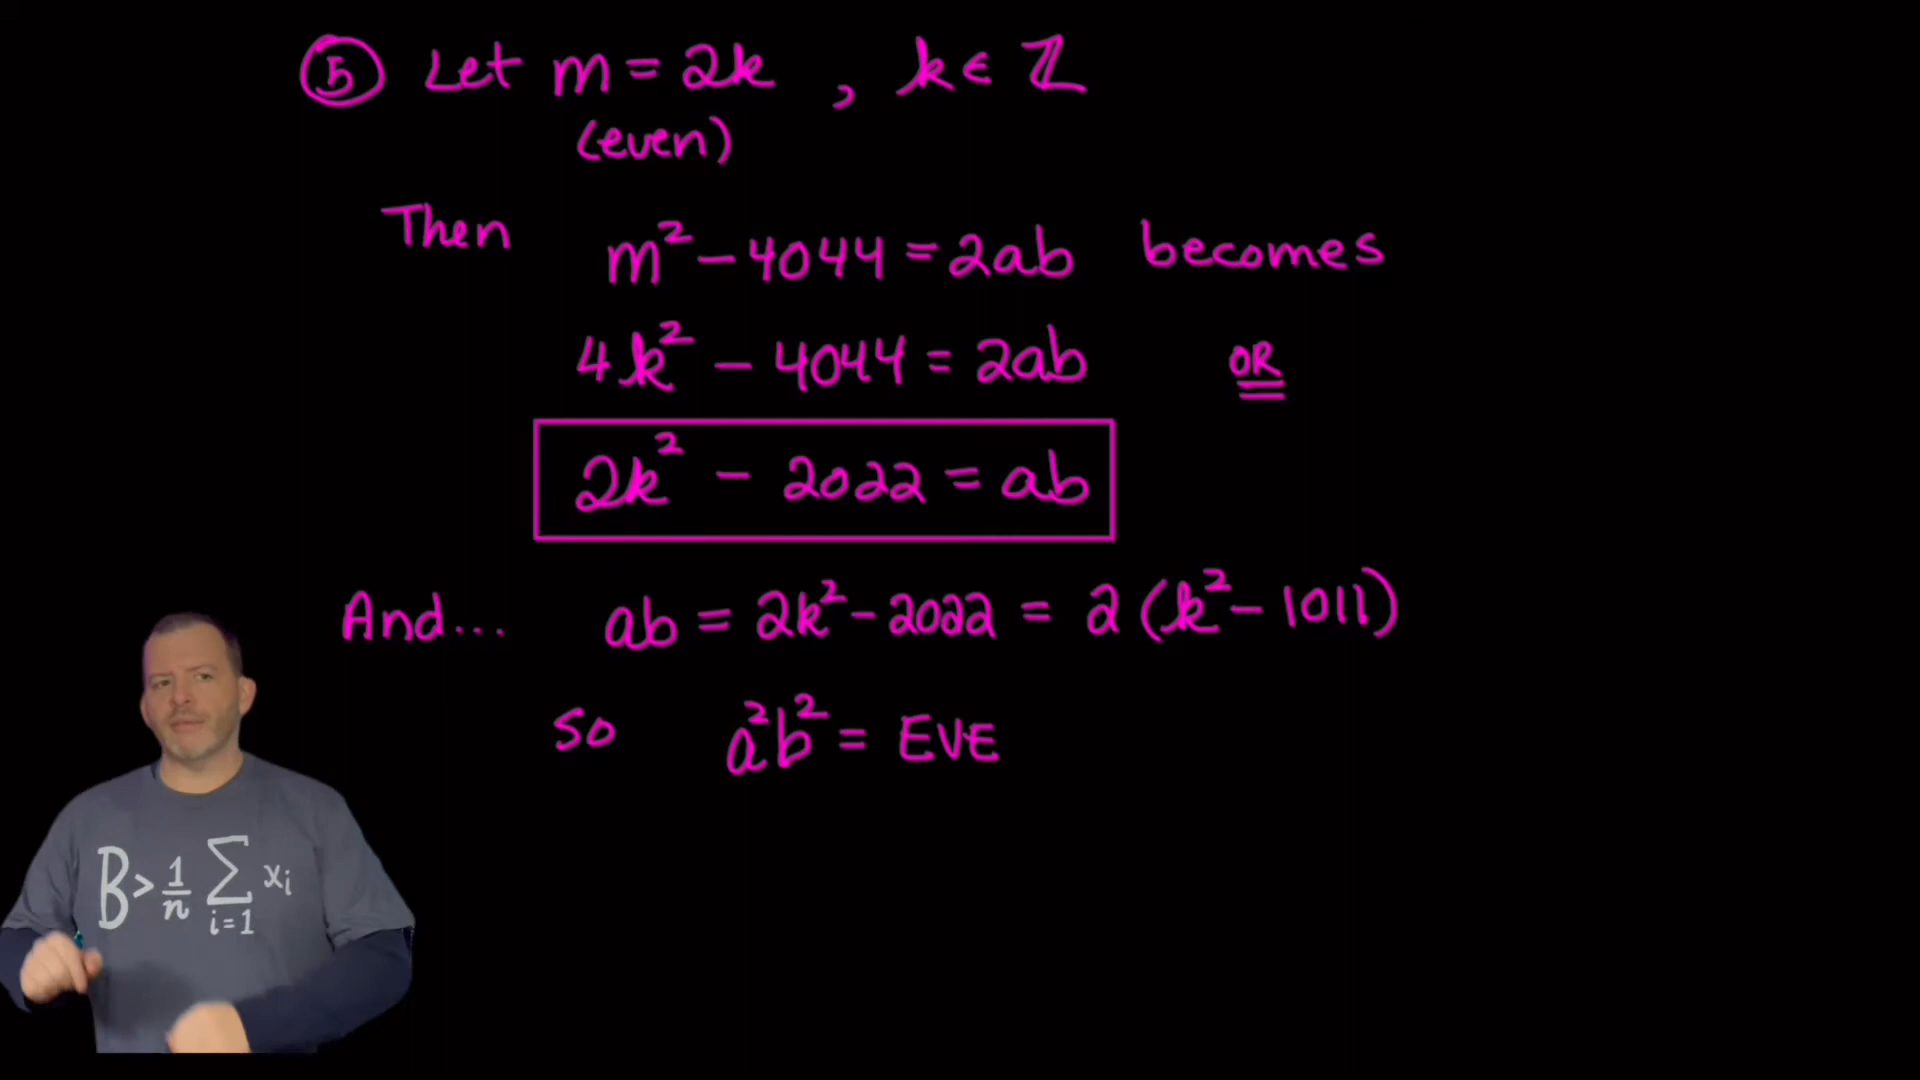 ⑤ Let m = 2k , k ∈ ℤ
(even)
Then m² − 4044 = 2ab becomes
4k² − 4044 = 2ab OR
2k² − 2022 = ab
And... ab = 2k² − 2022 = 2 (k² − 1011)
So a²b² = EVE
B > 1/n Σ xi
i=1